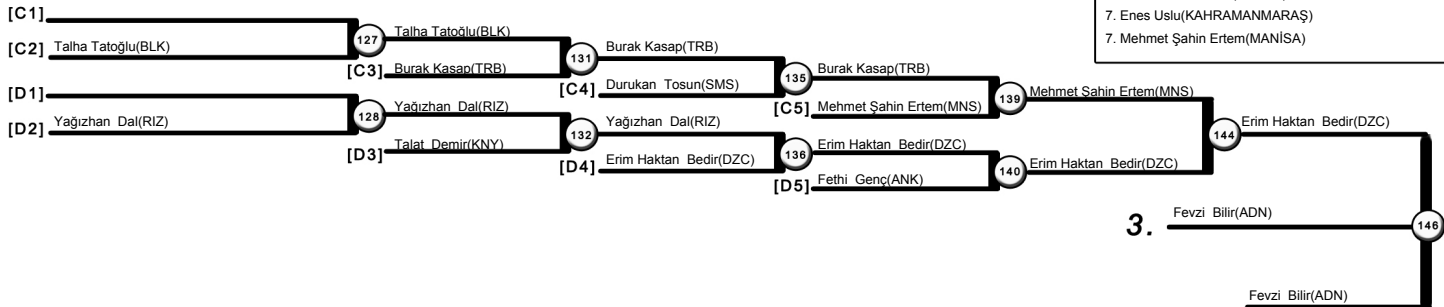 7. Enes Uslu(KAHRAMANMARAŞ)
7. Mehmet Şahin Ertem(MANİSA)
[C1]
[C2] Talha Tatoğlu(BLK)
127
Talha Tatoğlu(BLK)
[C3] Burak Kasap(TRB)
131
Burak Kasap(TRB)
[C4] Durukan Tosun(SMS)
135
Burak Kasap(TRB)
[C5] Mehmet Şahin Ertem(MNS)
139
Mehmet Şahin Ertem(MNS)
144
Erim Haktan Bedir(DZC)
[D1]
[D2] Yağızhan Dal(RIZ)
128
Yağızhan Dal(RIZ)
[D3] Talat Demir(KNY)
132
Yağızhan Dal(RIZ)
[D4] Erim Haktan Bedir(DZC)
136
Erim Haktan Bedir(DZC)
[D5] Fethi Genç(ANK)
140
Erim Haktan Bedir(DZC)
3. Fevzi Bilir(ADN)
146
Fevzi Bilir(ADN)